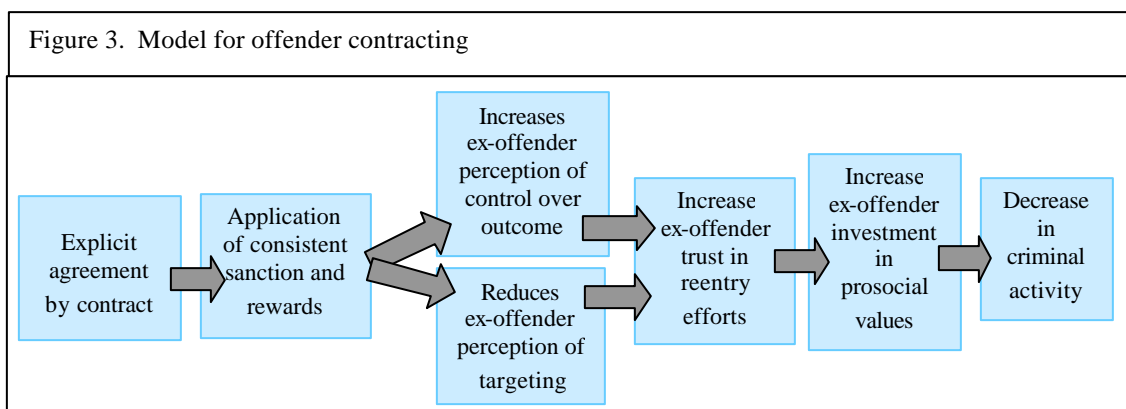 Figure 3. Model for offender contracting
Explicit
agreement
by contract
Application
of consistent
sanction and
rewards
Increases
ex-offender
perception of
control over
outcome
Reduces
ex-offender
perception of
targeting
Increase
ex-offender
trust in
reentry
efforts
Increase
ex-offender
investment
in
prosocial
values
Decrease
in
criminal
activity